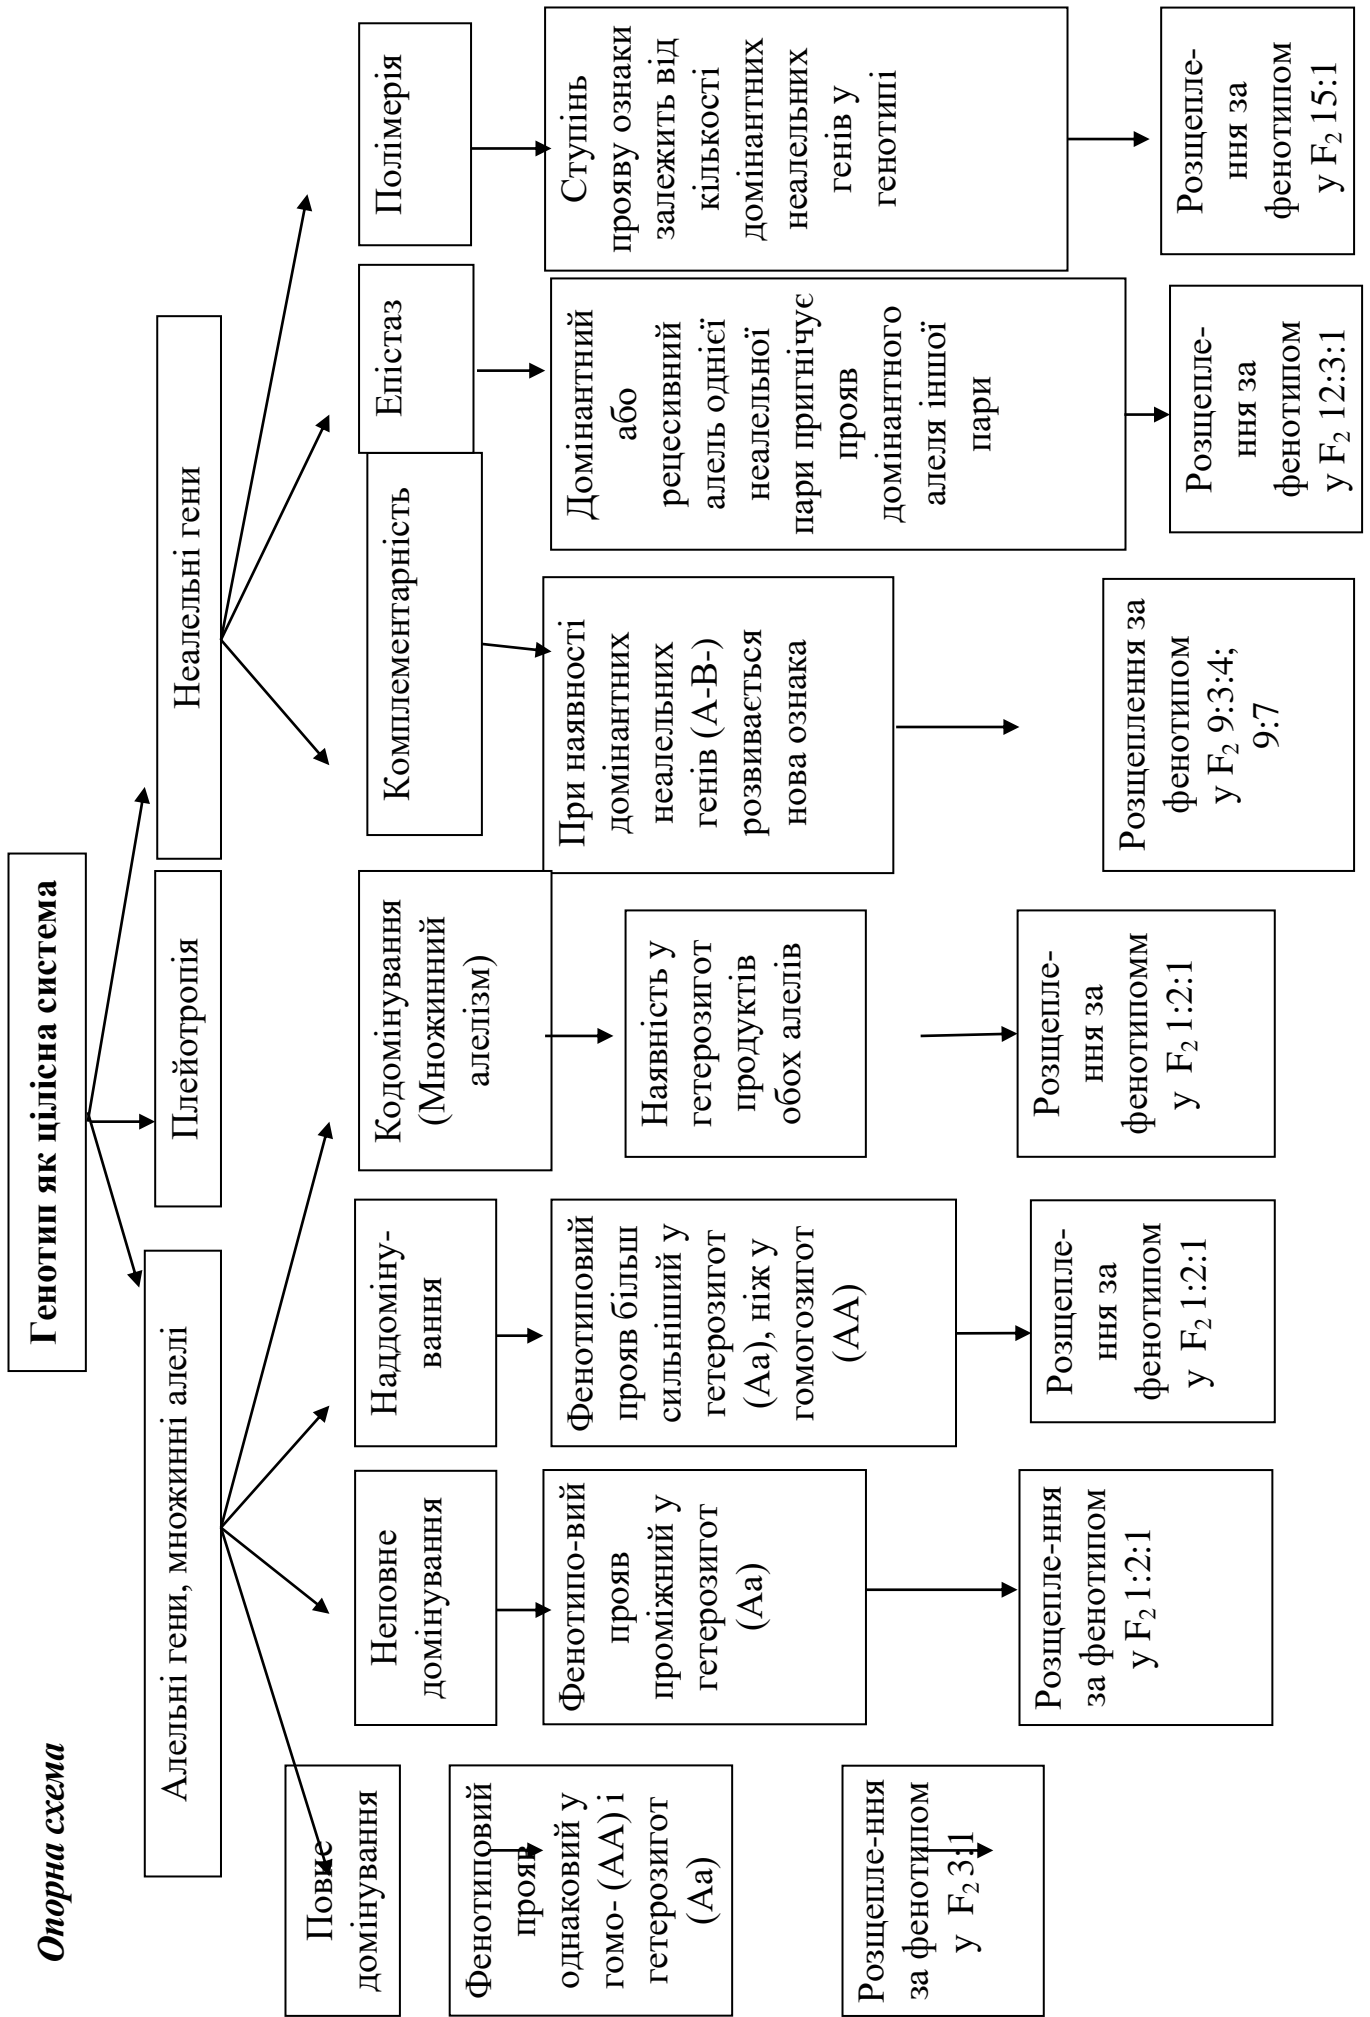 Опорна схема
Генотип як цілісна система
Алельні гени, множинні алелі
Плейотропія
Неалельні гени
Повне
домінування
Неповне
домінування
Наддоміну-
вання
Кодомінування
(Множинний
алелізм)
Комплементарність
Епістаз
Полімерія
Фенотиповий
прояв
однаковий у
гомо- (АА) і
гетерозигот
(Аа)
Фенотипо-вий
прояв
проміжний у
гетерозигот
(Аа)
Фенотиповий
прояв більш
сильніший у
гетерозигот
(Аа), ніж у
гомогозигот
(АА)
Наявність у
гетерозигот
продуктів
обох алелів
При наявності
домінантних
неалельних
генів (А-В-)
розвивається
нова ознака
Домінантний
або
рецесивний
алель однієї
неалельної
пари пригнічує
прояв
домінантного
алеля іншої
пари
Ступінь
прояву ознаки
залежить від
кількості
домінантних
неалельних
генів у
генотипі
Розщепле-ння
за фенотипом
у F₂ 3:1
Розщепле-ння
за фенотипом
у F₂ 1:2:1
Розщепле-
ння за
фенотипом
у F₂ 1:2:1
Розщепле-
ння за
фенотипомм
у F₂ 1:2:1
Розщеплення за
фенотипом
у F₂ 9:3:4;
9:7
Розщепле-
ння за
фенотипом
у F₂ 12:3:1
Розщепле-
ння за
фенотипом
у F₂ 15:1